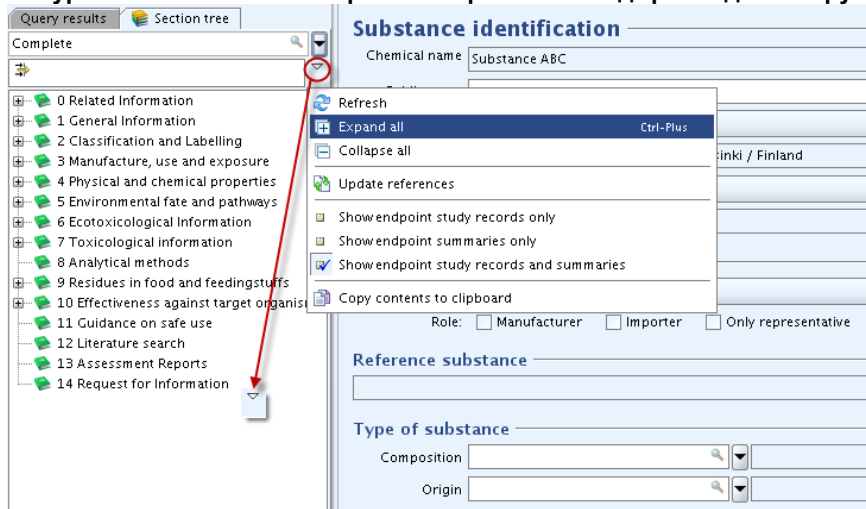 Query results
Section tree
Complete
0 Related Information
1 General Information
2 Classification and Labelling
3 Manufacture, use and exposure
4 Physical and chemical properties
5 Environmental fate and pathways
6 Ecotoxicological Information
7 Toxicological information
8 Analytical methods
9 Residues in food and feedingstuffs
10 Effectiveness against target
11 Guidance on safe use
12 Literature search
13 Assessment Reports
14 Request for Information
Refresh
Expand all Ctrl-Plus
Collapse all
Update references
Show endpoint study records only
Show endpoint summaries only
Show endpoint study records and summaries
Copy contents to clipboard
Substance identification
Chemical name Substance ABC
/ Finland
Role: Manufacturer Importer Only representative
Reference substance
Type of substance
Composition
Origin